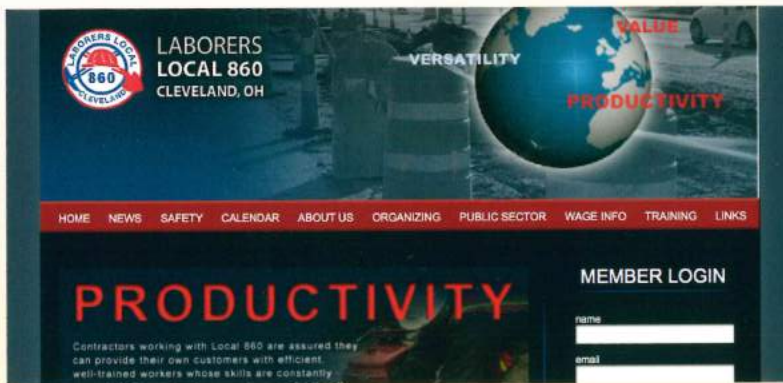 LABORERS LOCAL
860
CLEVELAND
LABORERS
LOCAL 860
CLEVELAND, OH
VALUE
VERSATILITY
PRODUCTIVITY
HOME NEWS SAFETY CALENDAR ABOUT US ORGANIZING PUBLIC SECTOR WAGE INFO TRAINING LINKS
PRODUCTIVITY
Contractors working with Local 860 are assured they
can provide their own customers with efficient,
well-trained workers whose skills are constantly
MEMBER LOGIN
name
email